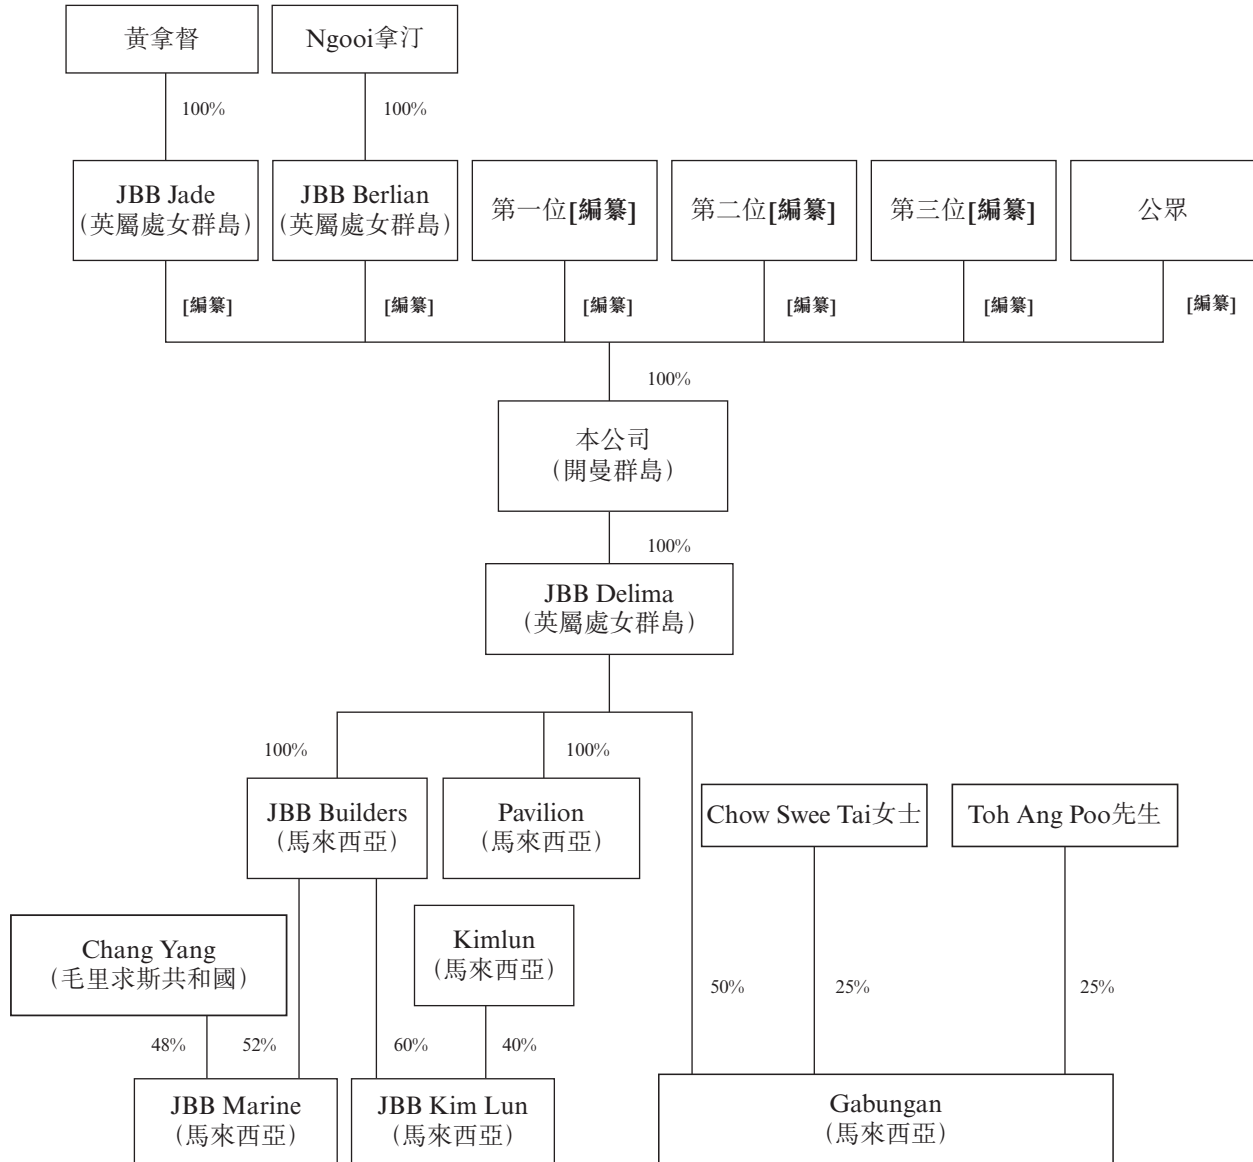 黃拿督
Ngooi拿汀
100%
100%
JBB Jade
(英屬處女群島)
JBB Berlian
(英屬處女群島)
第一位[編纂]
第二位[編纂]
第三位[編纂]
公眾
[編纂]
[編纂]
[編纂]
[編纂]
[編纂]
[編纂]
100%
本公司
(開曼群島)
100%
JBB Delima
(英屬處女群島)
100%
100%
JBB Builders
(馬來西亞)
Pavilion
(馬來西亞)
Chow Swee Tai女士
Toh Ang Poo先生
Chang Yang
(毛里求斯共和國)
Kimlun
(馬來西亞)
50%
25%
25%
48%
52%
60%
40%
JBB Marine
(馬來西亞)
JBB Kim Lun
(馬來西亞)
Gabungan
(馬來西亞)